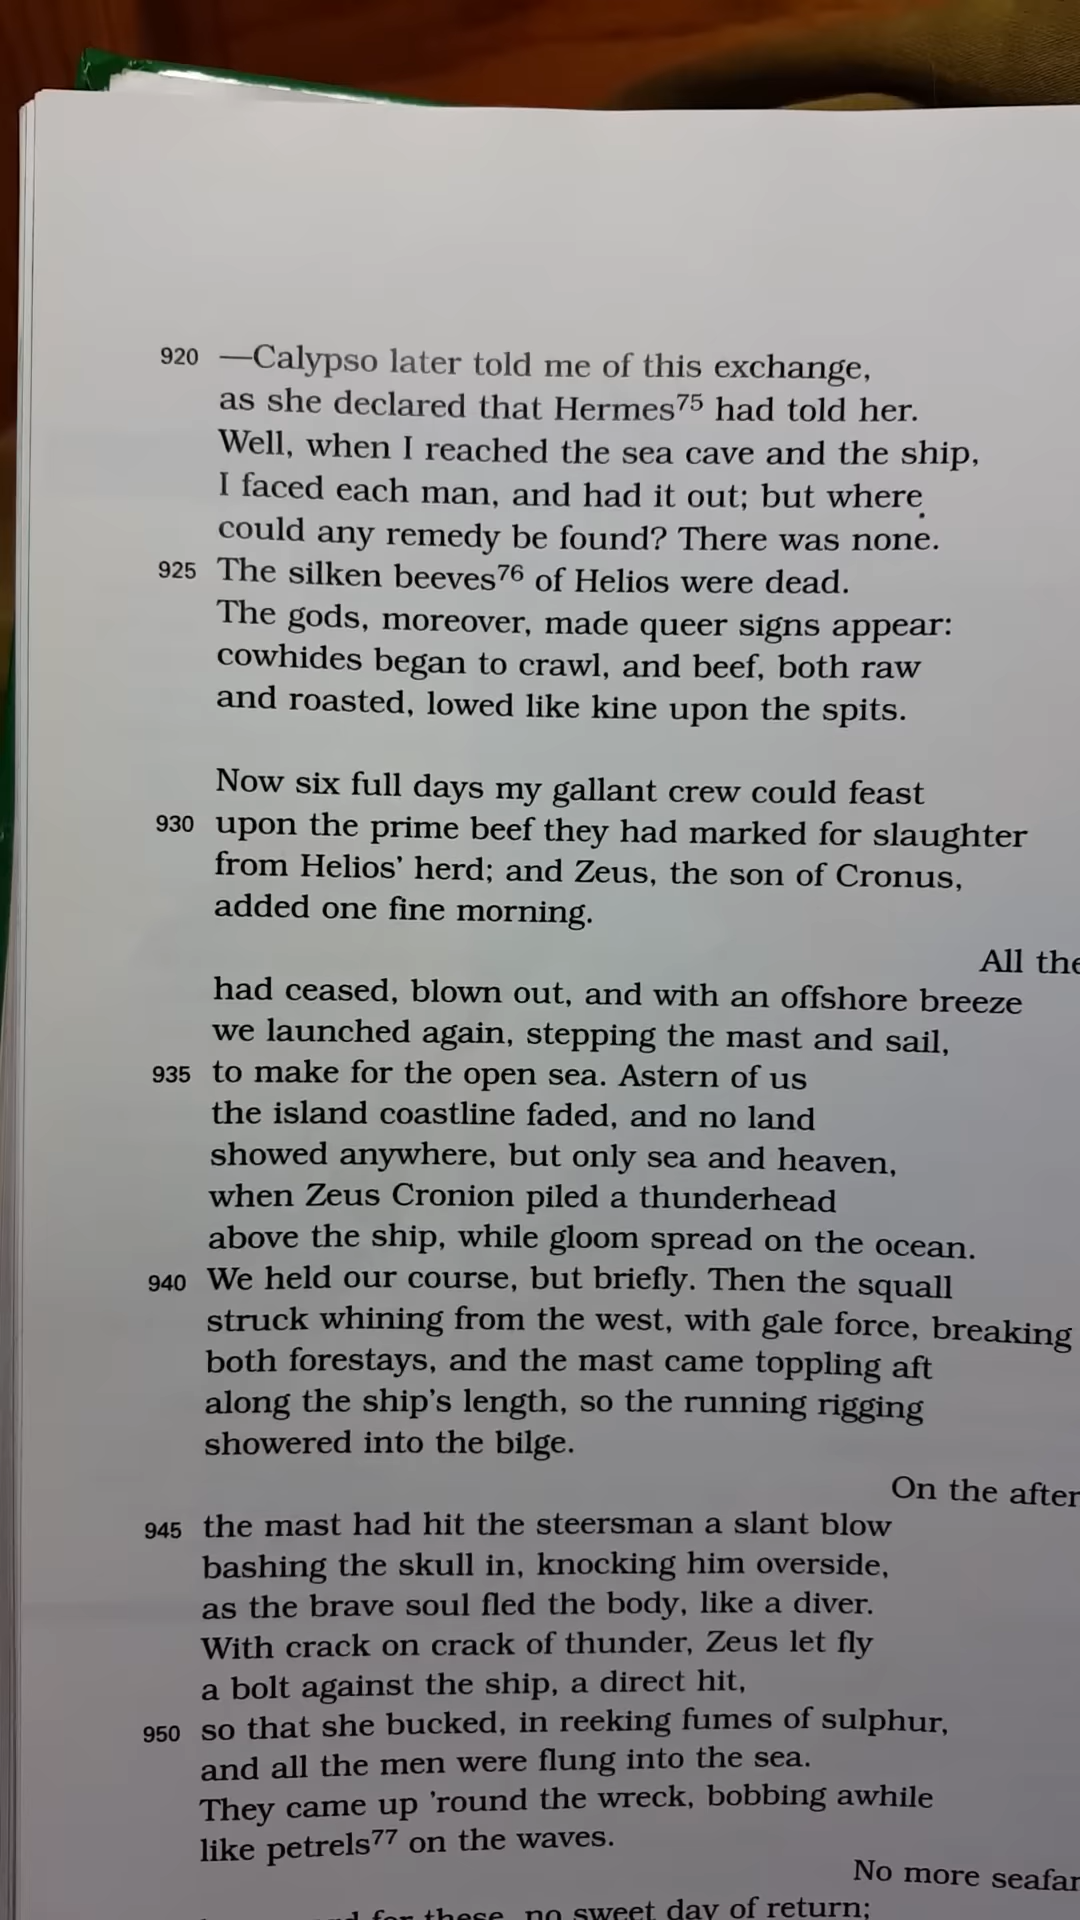 920 —Calypso later told me of this exchange,
as she declared that Hermes75 had told her.
Well, when I reached the sea cave and the ship,
I faced each man, and had it out; but where
could any remedy be found? There was none.
925 The silken beeves76 of Helios were dead.
The gods, moreover, made queer signs appear:
cowhides began to crawl, and beef, both raw
and roasted, lowed like kine upon the spits.
Now six full days my gallant crew could feast
930 upon the prime beef they had marked for slaughter
from Helios’ herd; and Zeus, the son of Cronus,
added one fine morning.
All the
had ceased, blown out, and with an offshore breeze
we launched again, stepping the mast and sail,
935 to make for the open sea. Astern of us
the island coastline faded, and no land
showed anywhere, but only sea and heaven,
when Zeus Cronion piled a thunderhead
above the ship, while gloom spread on the ocean.
940 We held our course, but briefly. Then the squall
struck whining from the west, with gale force, breaking
both forestays, and the mast came toppling aft
along the ship’s length, so the running rigging
showered into the bilge.
On the after
945 the mast had hit the steersman a slant blow
bashing the skull in, knocking him overside,
as the brave soul fled the body, like a diver.
With crack on crack of thunder, Zeus let fly
a bolt against the ship, a direct hit,
950 so that she bucked, in reeking fumes of sulphur,
and all the men were flung into the sea.
They came up ’round the wreck, bobbing awhile
like petrels77 on the waves.
No more seafar
for these, no sweet day of return;